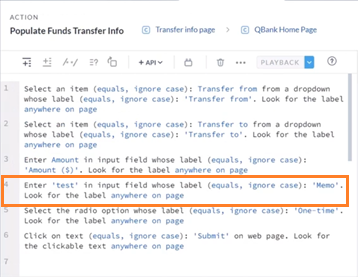 ACTION
Populate Funds Transfer Info
Transfer info page > QBank Home Page
+ API PLAYBACK
1 Select an item (equals, ignore case): Transfer from from a dropdown
whose label (equals, ignore case): 'Transfer from'. Look for the label
anywhere on page
2 Select an item (equals, ignore case): Transfer to from a dropdown
whose label (equals, ignore case): 'Transfer to'. Look for the label
anywhere on page
3 Enter Amount in input field whose label (equals, ignore case):
'Amount ($)'. Look for the label anywhere on page
4 Enter 'test' in input field whose label (equals, ignore case): 'Memo'.
Look for the label anywhere on page
5 Select the radio option whose label (equals, ignore case): 'One-time'.
Look for the label anywhere on page
6 Click on text (equals, ignore case): 'Submit' on web page. Look for
the clickable text anywhere on page
7